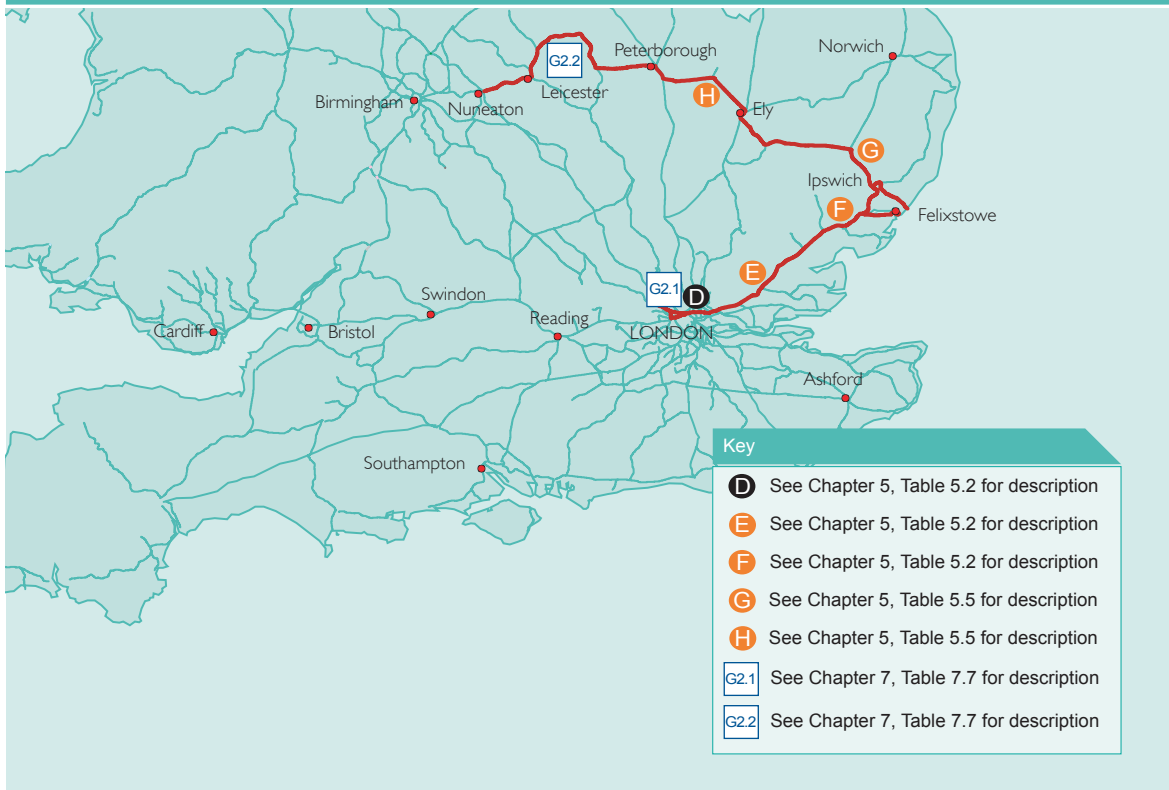 Norwich
Peterborough
G2.2
Leicester
Birmingham
Nuneaton
H
Ely
G
Ipswich
F
Felixstowe
E
G2.1
D
Swindon
Reading
LONDON
Cardiff
Bristol
Ashford
Southampton
Key
D See Chapter 5, Table 5.2 for description
E See Chapter 5, Table 5.2 for description
F See Chapter 5, Table 5.2 for description
G See Chapter 5, Table 5.5 for description
H See Chapter 5, Table 5.5 for description
G2.1 See Chapter 7, Table 7.7 for description
G2.2 See Chapter 7, Table 7.7 for description